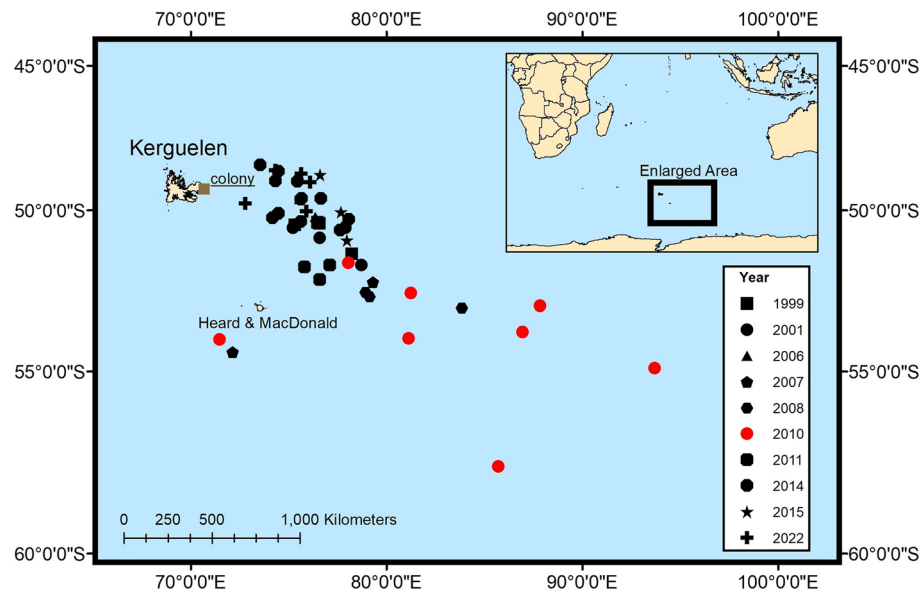 70°0'0"E 80°0'0"E 90°0'0"E 100°0'0"E
45°0'0"S 45°0'0"S
Kerguelen
colony
Enlarged Area
50°0'0"S 50°0'0"S
Year
1999
Heard & MacDonald
2001
2006
55°0'0"S 55°0'0"S
2007
2008
2010
2011
2014
2015
2022
0 250 500 1,000 Kilometers
60°0'0"S 60°0'0"S
70°0'0"E 80°0'0"E 90°0'0"E 100°0'0"E